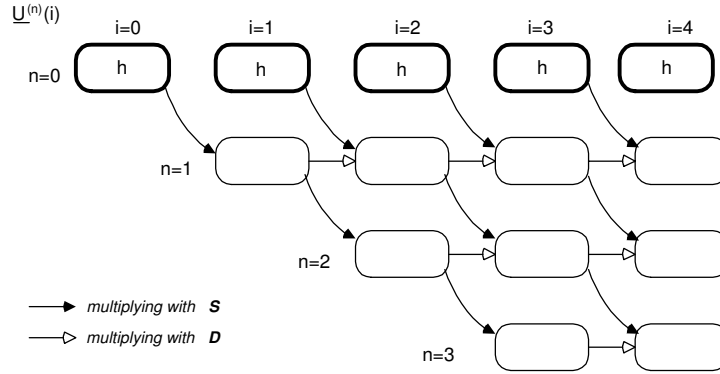 U⁽ⁿ⁾(i)
i=0 i=1 i=2 i=3 i=4
n=0 h h h h h
n=1
n=2
multiplying with S
multiplying with D
n=3